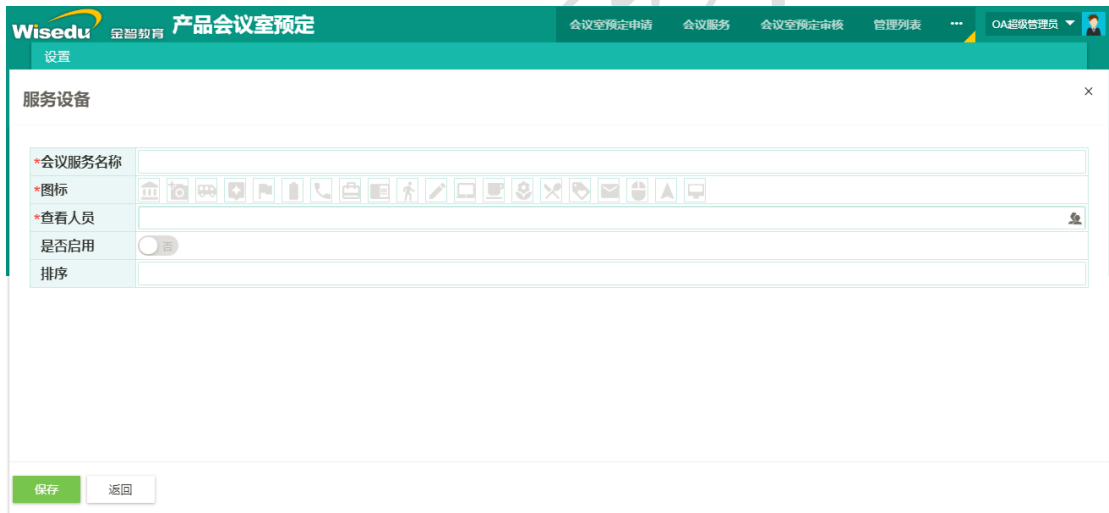 Wisedu 金智教育 产品会议室预定 会议室预定申请 会议服务 会议室预定审核 管理列表 ... OA超级管理员
设置
服务设备 ×
*会议服务名称
*图标
*查看人员
是否启用 否
排序
保存 返回